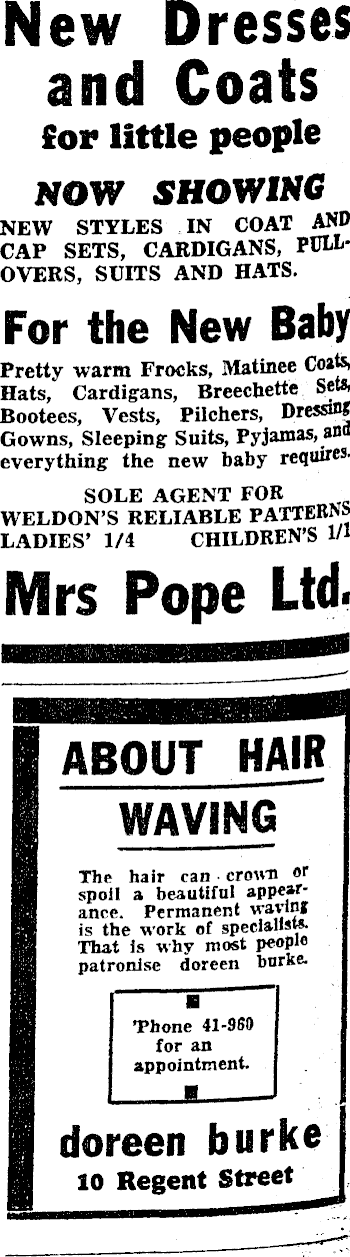 New Dresses
and Coats
for little people
NOW SHOWING
NEW STYLES IN COAT AND
CAP SETS, CARDIGANS, PULL-
OVERS, SUITS AND HATS.
For the New Baby
Pretty warm Frocks, Matinee Coats,
Hats, Cardigans, Breechette Sets,
Bootees, Vests, Pilchers, Dressing
Gowns, Sleeping Suits, Pyjamas, and
everything the new baby requires.
SOLE AGENT FOR
WELDON'S RELIABLE PATTERNS
LADIES' 1/4 CHILDREN'S 1/1
Mrs Pope Ltd.
ABOUT HAIR
WAVING
The hair can crown or
spoil a beautiful appear-
ance. Permanent waving
is the work of specialists.
That is why most people
patronise doreen burke.
'Phone 41-960
for an
appointment.
doreen burke
10 Regent Street